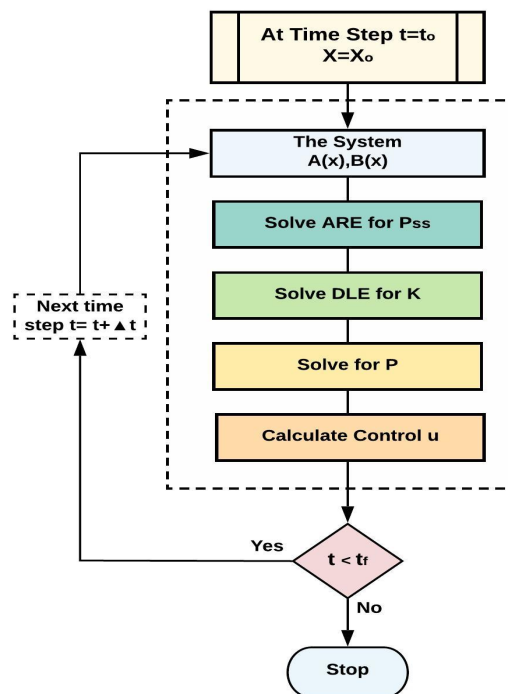 At Time Step t=to
X=Xo
The System
A(x),B(x)
Solve ARE for Pss
Solve DLE for K
Next time
step t= t+▲t
Solve for P
Calculate Control u
Yes
t < tf
No
Stop